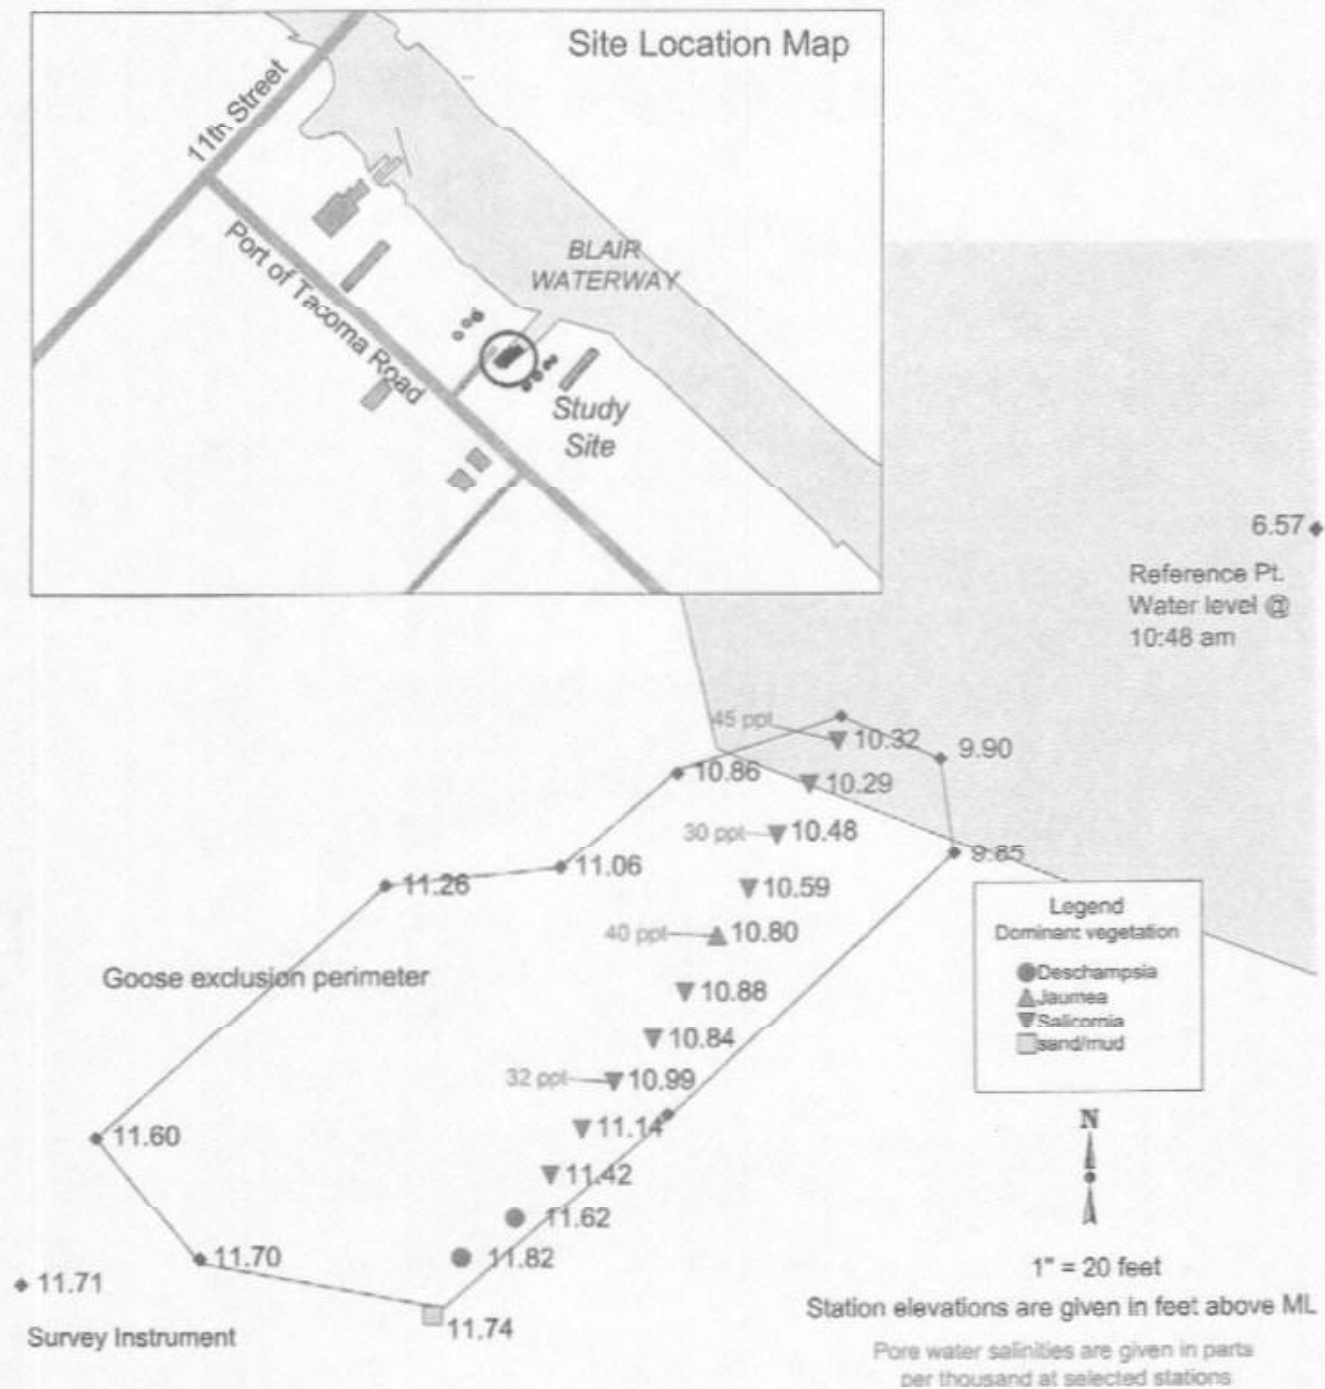 Site Location Map
11th Street
Port of Tacoma Road
BLAIR
WATERWAY
Study
Site
6.57
Reference Pt.
Water level @
10:48 am
45 ppt
10.32
9.90
10.86
10.29
30 ppt
10.48
9.85
11.06
11.26
10.59
40 ppt
10.80
Goose exclusion perimeter
10.88
10.84
32 ppt
10.99
11.14
11.60
11.42
11.62
11.70
11.82
11.71
11.74
Survey Instrument
Legend
Dominant vegetation
Deschampsia
Jaumea
Salicornia
sand/mud
N
1" = 20 feet
Station elevations are given in feet above ML
Pore water salinities are given in parts
per thousand at selected stations